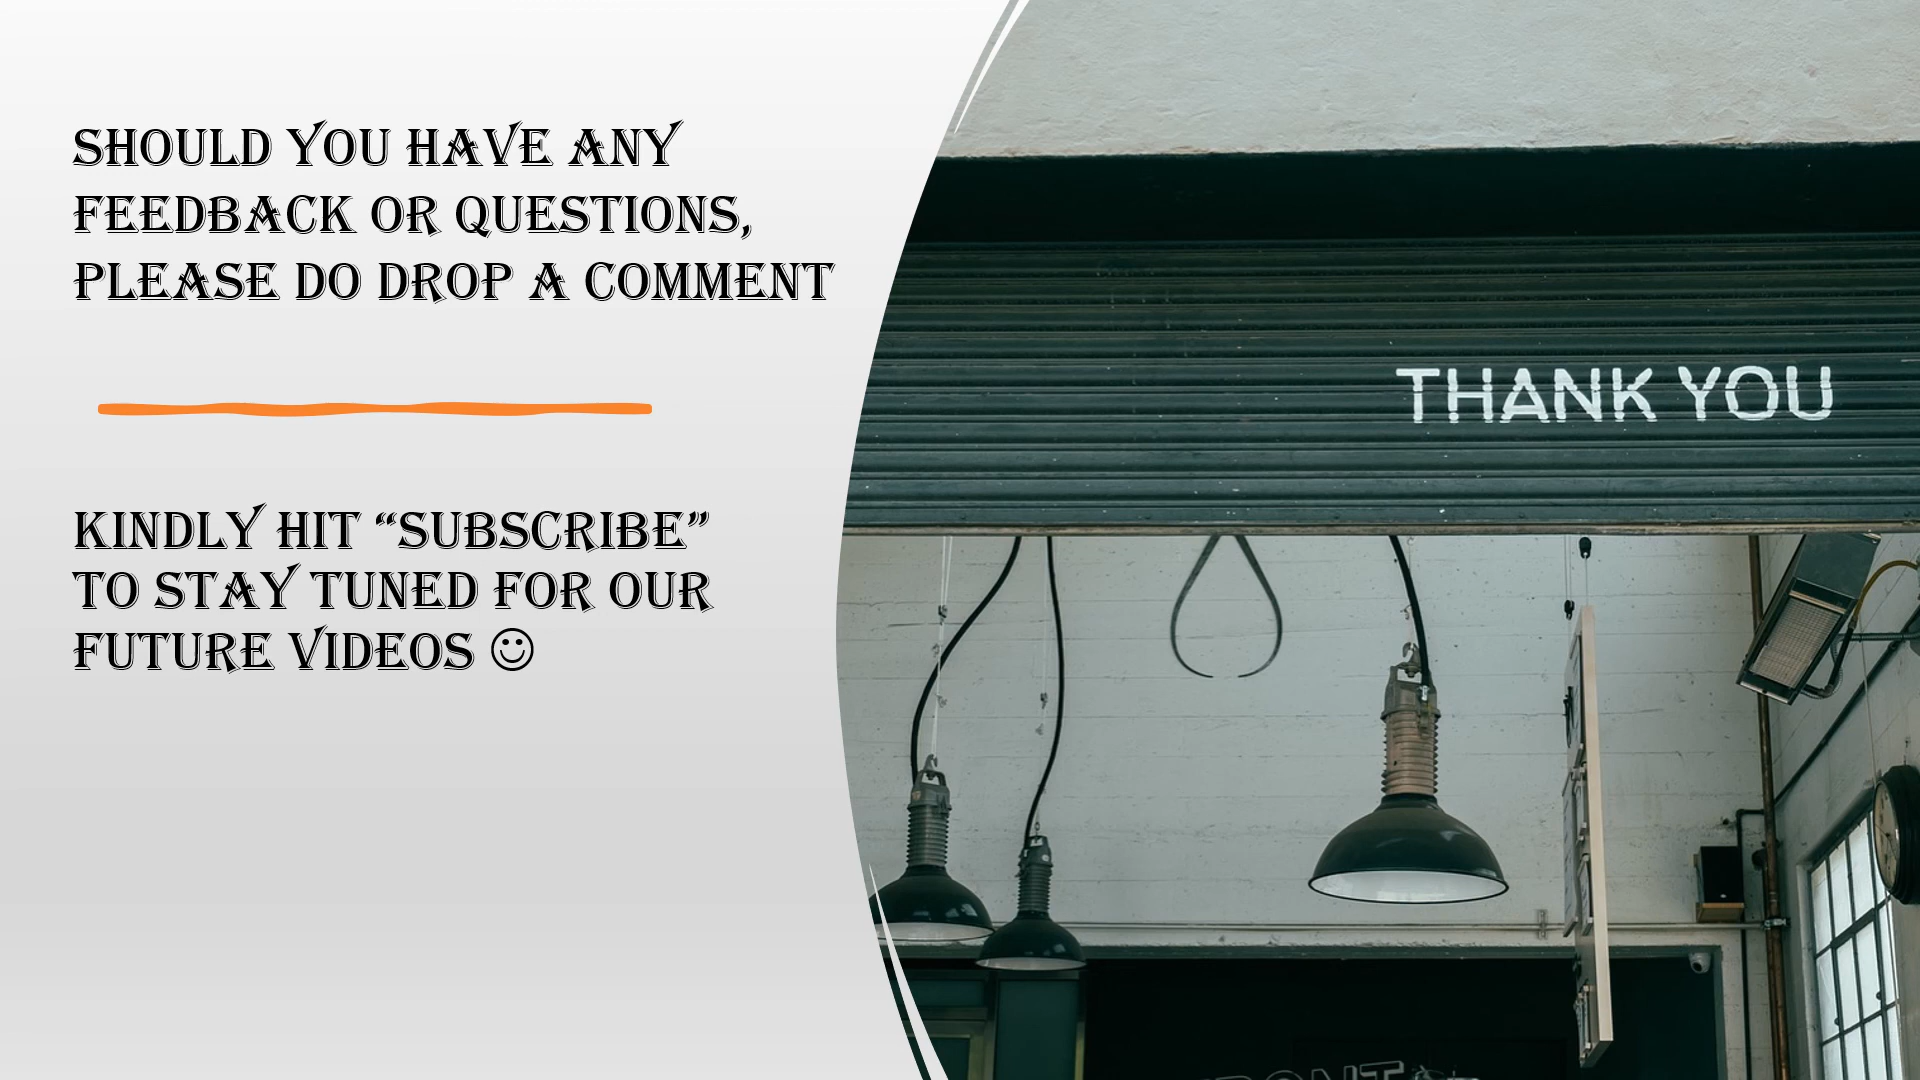 SHOULD YOU HAVE ANY
FEEDBACK OR QUESTIONS,
PLEASE DO DROP A COMMENT
KINDLY HIT “SUBSCRIBE”
TO STAY TUNED FOR OUR
FUTURE VIDEOS ☺
THANK YOU